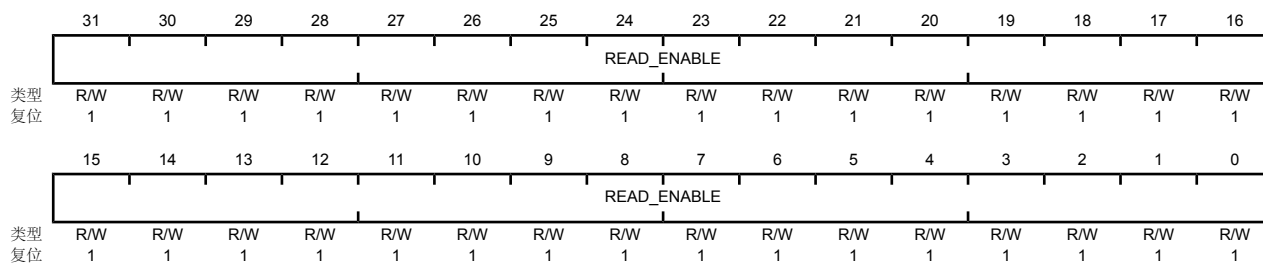 31 30 29 28 27 26 25 24 23 22 21 20 19 18 17 16
READ_ENABLE
类型 R/W R/W R/W R/W R/W R/W R/W R/W R/W R/W R/W R/W R/W R/W R/W R/W
复位 1 1 1 1 1 1 1 1 1 1 1 1 1 1 1 1
15 14 13 12 11 10 9 8 7 6 5 4 3 2 1 0
READ_ENABLE
类型 R/W R/W R/W R/W R/W R/W R/W R/W R/W R/W R/W R/W R/W R/W R/W R/W
复位 1 1 1 1 1 1 1 1 1 1 1 1 1 1 1 1